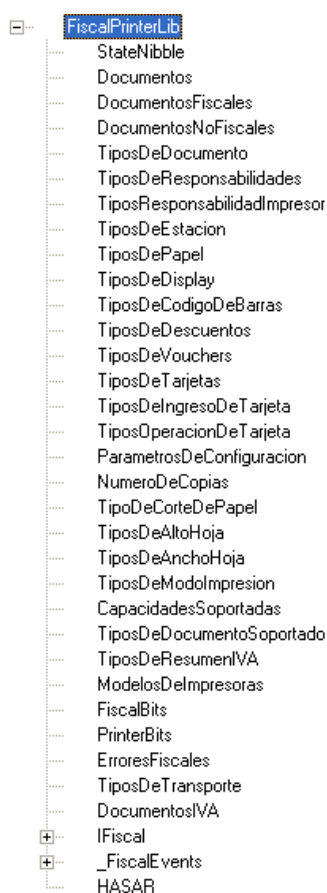 FiscalPrinterLib
StateNibble
Documentos
DocumentosFiscales
DocumentosNoFiscales
TiposDeDocumento
TiposDeResponsabilidades
TiposResponsabilidadImpresor
TiposDeEstacion
TiposDePapel
TiposDeDisplay
TiposDeCodigoDeBarras
TiposDeDescuentos
TiposDeVouchers
TiposDeTarjetas
TiposDeIngresoDeTarjeta
TiposOperacionDeTarjeta
ParametrosDeConfiguracion
NumeroDeCopias
TipoDeCorteDePapel
TiposDeAltoHoja
TiposDeAnchoHoja
TiposDeModoImpresion
CapacidadesSoportadas
TiposDeDocumentoSoportado
TiposDeResumenIVA
ModelosDeImpresoras
FiscalBits
PrinterBits
ErroresFiscales
TiposDeTransporte
DocumentosIVA
IFiscal
_FiscalEvents
HASAR